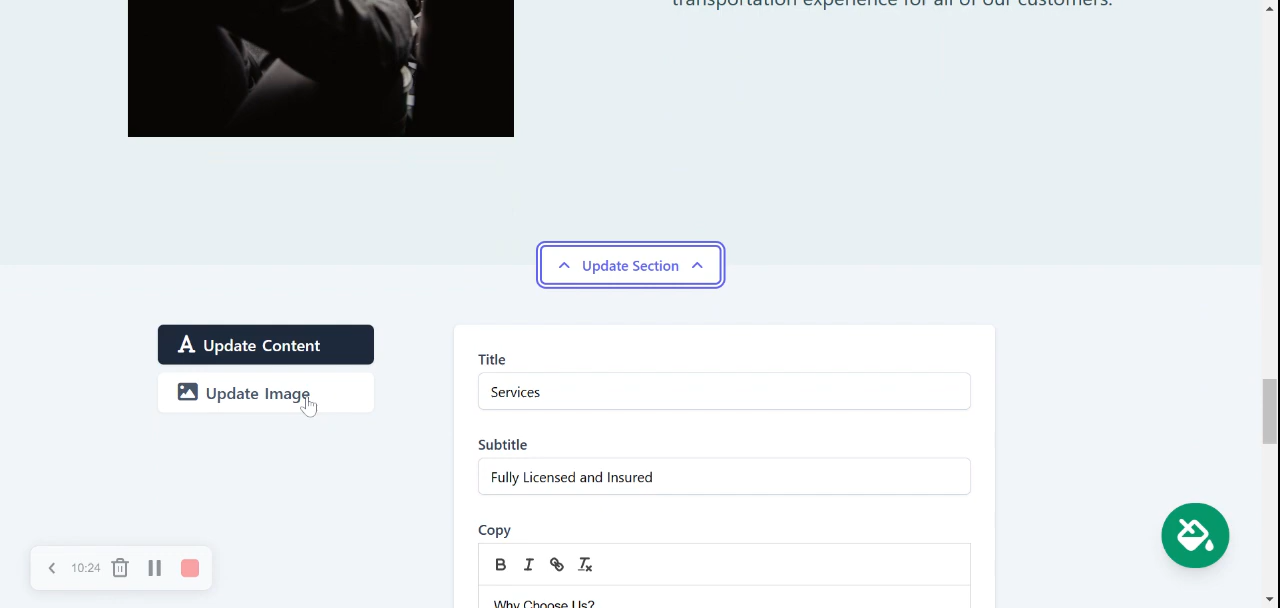 transportation experience for all of our customers.
Update Section
Update Content
Update Image
Title
Services
Subtitle
Fully Licensed and Insured
Copy
B I
Why Choose Us?
10:24